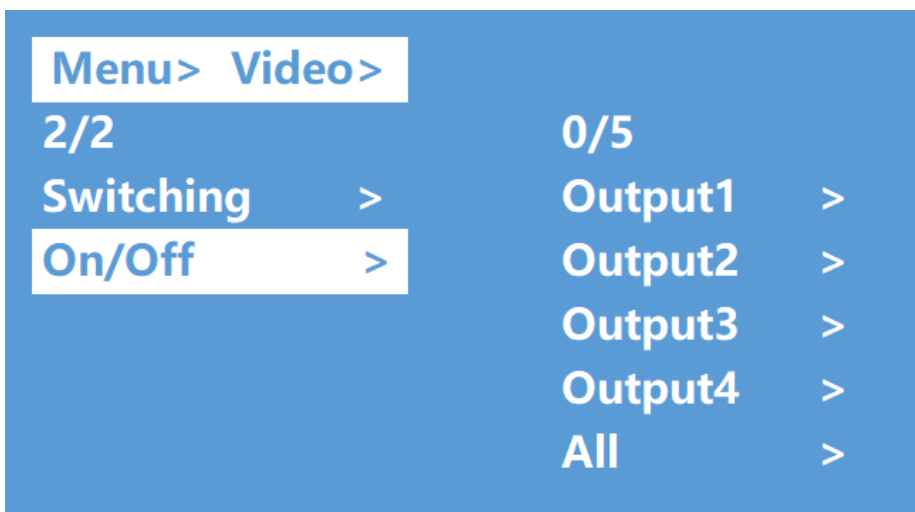 Menu> Video>
2/2
Switching >
On/Off >
0/5
Output1 >
Output2 >
Output3 >
Output4 >
All >